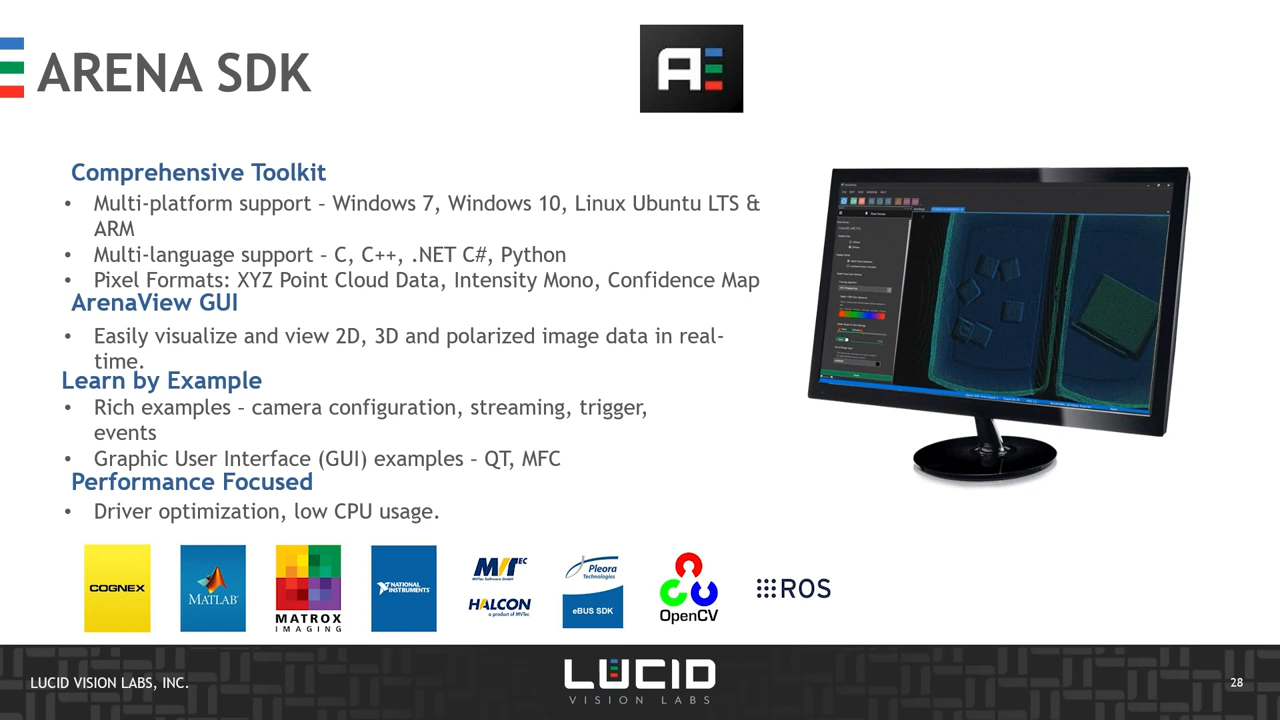 ARENA SDK
Comprehensive Toolkit
• Multi-platform support – Windows 7, Windows 10, Linux Ubuntu LTS &
ARM
• Multi-language support – C, C++, .NET C#, Python
• Pixel Formats: XYZ Point Cloud Data, Intensity Mono, Confidence Map
ArenaView GUI
• Easily visualize and view 2D, 3D and polarized image data in real-
time.
Learn by Example
• Rich examples – camera configuration, streaming, trigger,
events
• Graphic User Interface (GUI) examples – QT, MFC
Performance Focused
• Driver optimization, low CPU usage.
COGNEX
MATLAB
MATROX
IMAGING
NATIONAL
INSTRUMENTS
MVTEC
MVTec Software GmbH
HALCON
a product of MVTec
Pleora
Technologies
eBUS SDK
OpenCV
ROS
LUCID VISION LABS, INC.
LUCID
VISION LABS
28